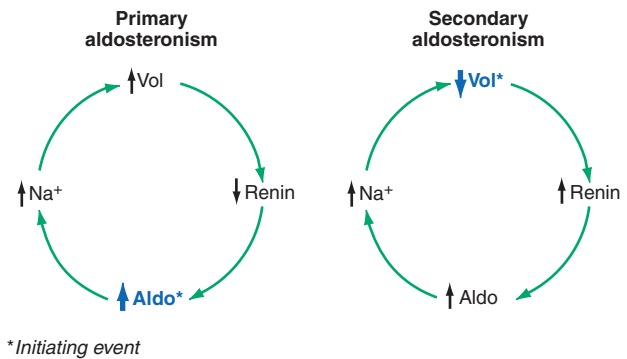 Primary
aldosteronism
Secondary
aldosteronism
Vol
Vol*
Na+
Renin
Na+
Renin
Aldo*
Aldo
*Initiating event